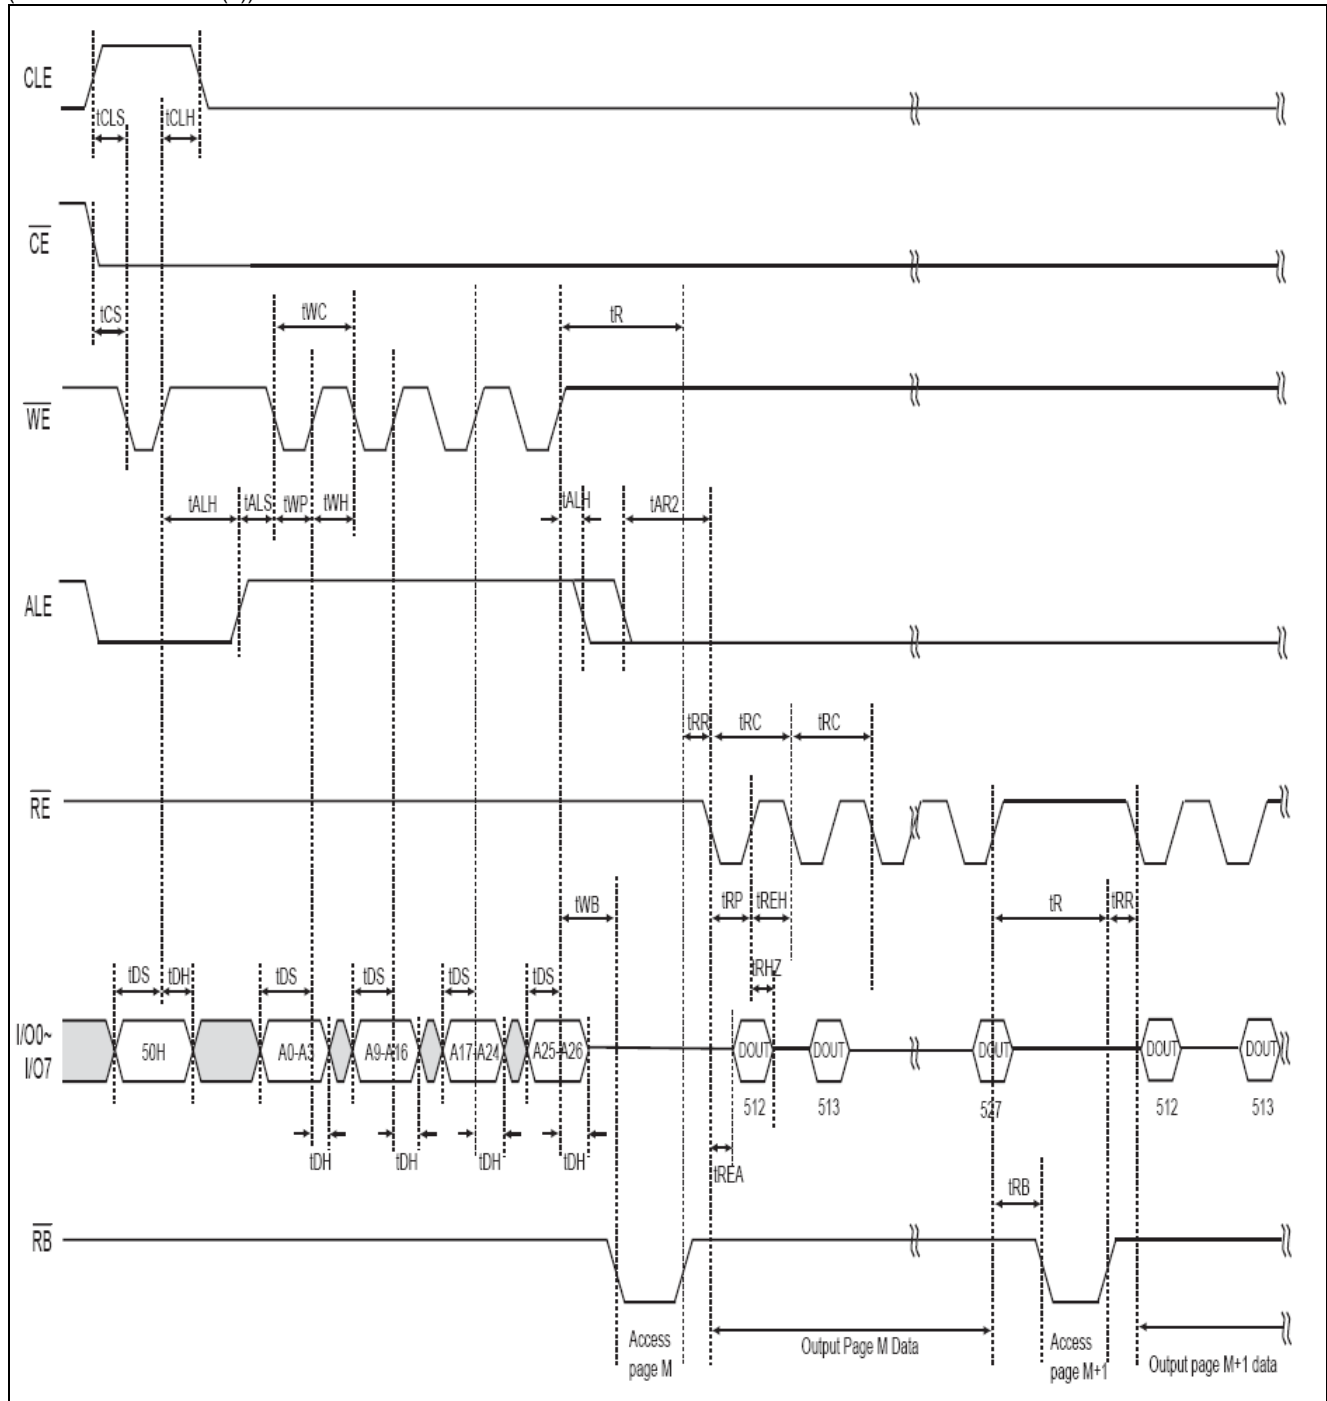 CLE
tCLS
tCLH
CE
tCS
tWC
tR
WE
tALH
tALS
tWP
tWH
tALH
tAR2
ALE
tRR
tRC
tRC
RE
tWB
tRP
tREH
tR
tRR
tRHZ
tDS
tDH
tDS
tDS
tDS
tDS
I/O0~
I/O7
50H
A0-A3
A9-A16
A17-A24
A25-A26
DOUT
DOUT
DOUT
DOUT
DOUT
512
513
527
512
513
tDH
tDH
tDH
tDH
tREA
tRB
RB
Access
page M
Output Page M Data
Access
page M+1
Output page M+1 data